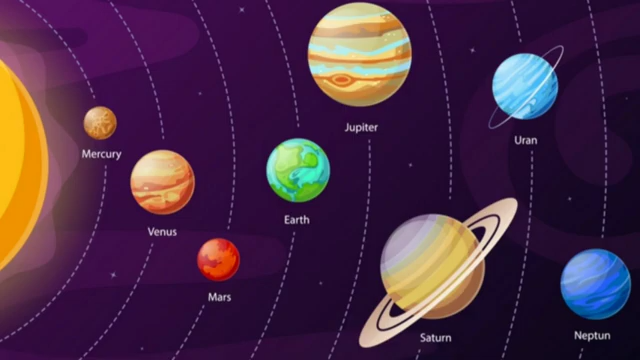 Mercury
Venus
Mars
Earth
Jupiter
Saturn
Uran
Neptun